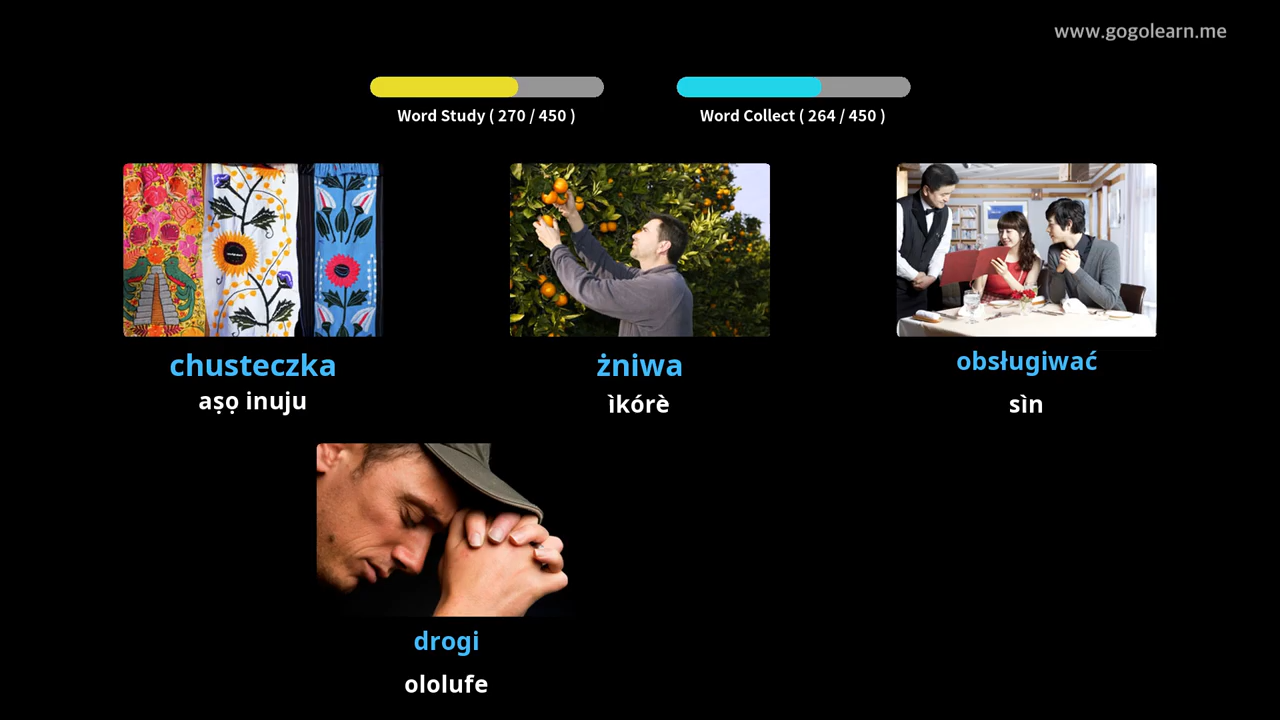 www.gogolearn.me
Word Study ( 270 / 450 )
Word Collect ( 264 / 450 )
chusteczka
aṣọ inuju
żniwa
ìkórè
obsługiwać
sìn
drogi
ololufe